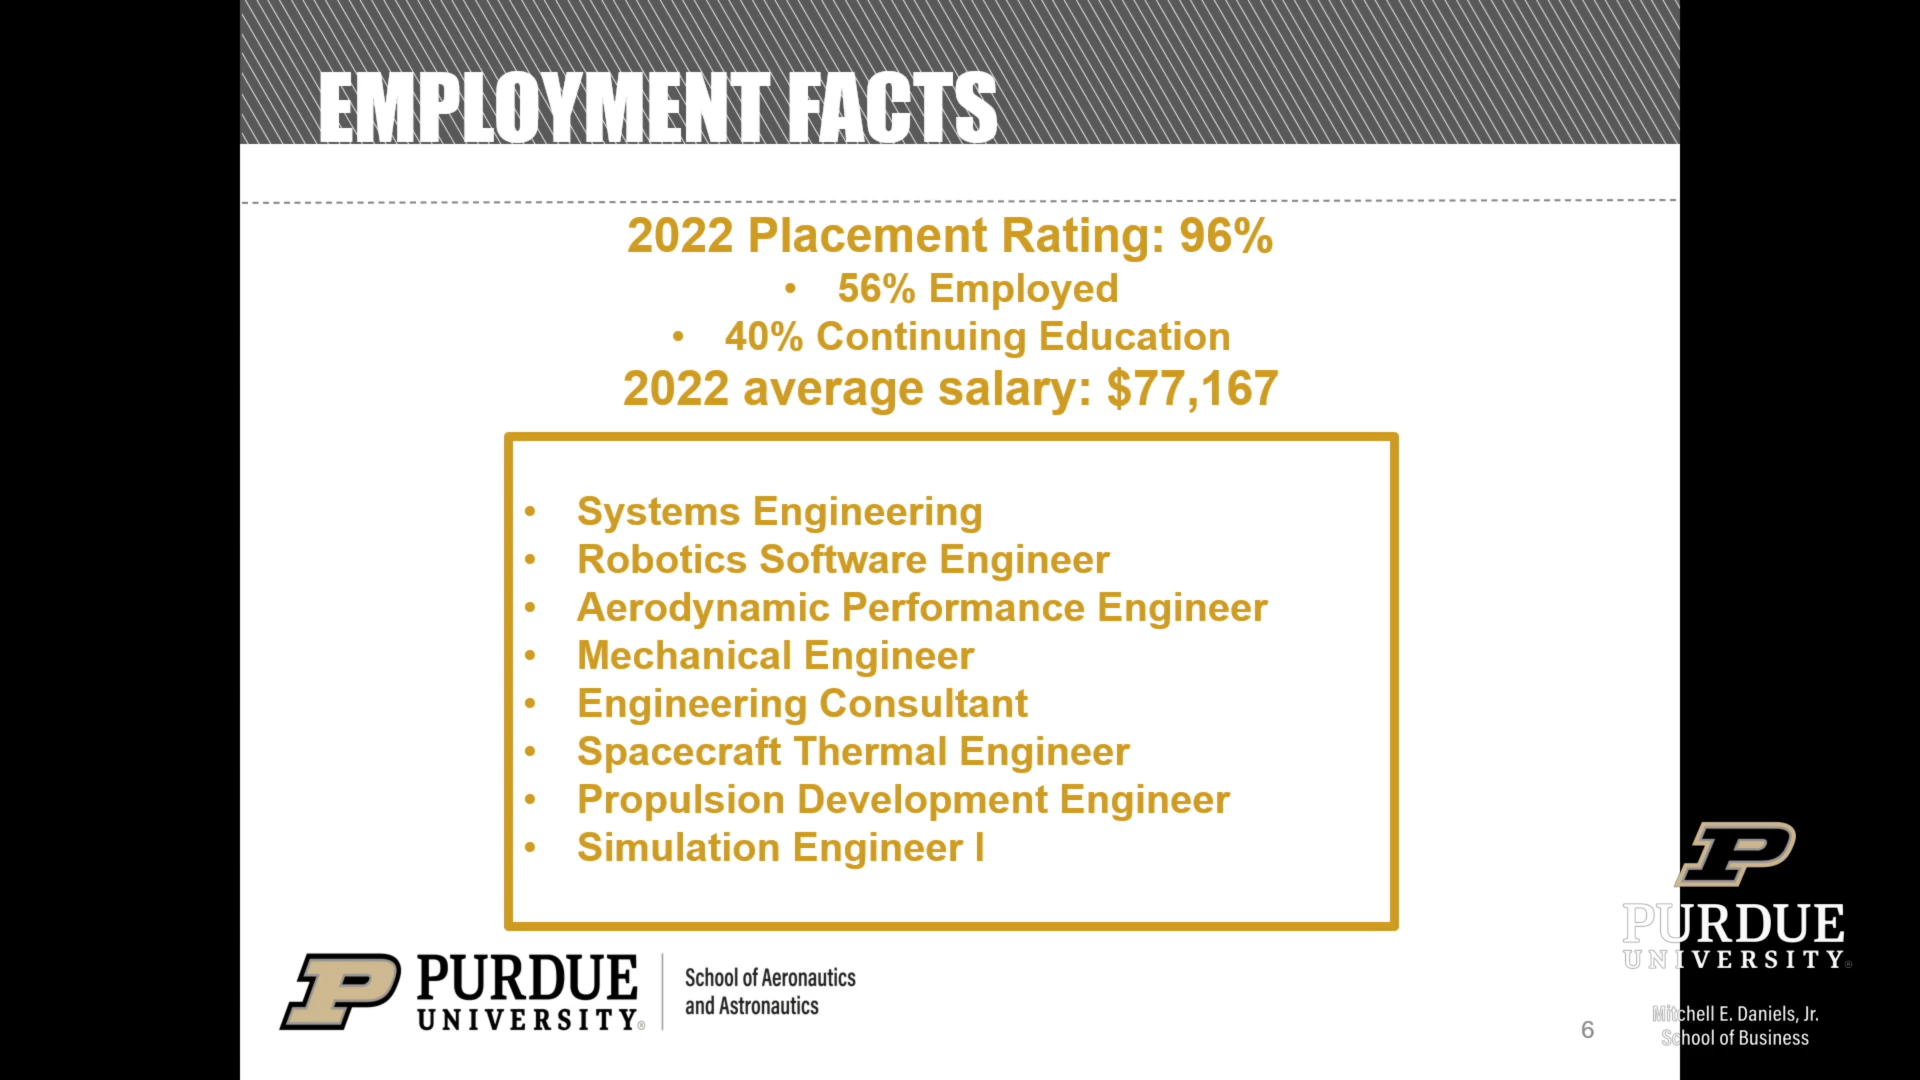 EMPLOYMENT FACTS
2022 Placement Rating: 96%
• 56% Employed
• 40% Continuing Education
2022 average salary: $77,167
• Systems Engineering
• Robotics Software Engineer
• Aerodynamic Performance Engineer
• Mechanical Engineer
• Engineering Consultant
• Spacecraft Thermal Engineer
• Propulsion Development Engineer
• Simulation Engineer I
PURDUE
UNIVERSITY®
School of Aeronautics
and Astronautics
6
PURDUE
UNIVERSITY®
Mitchell E. Daniels, Jr.
School of Business